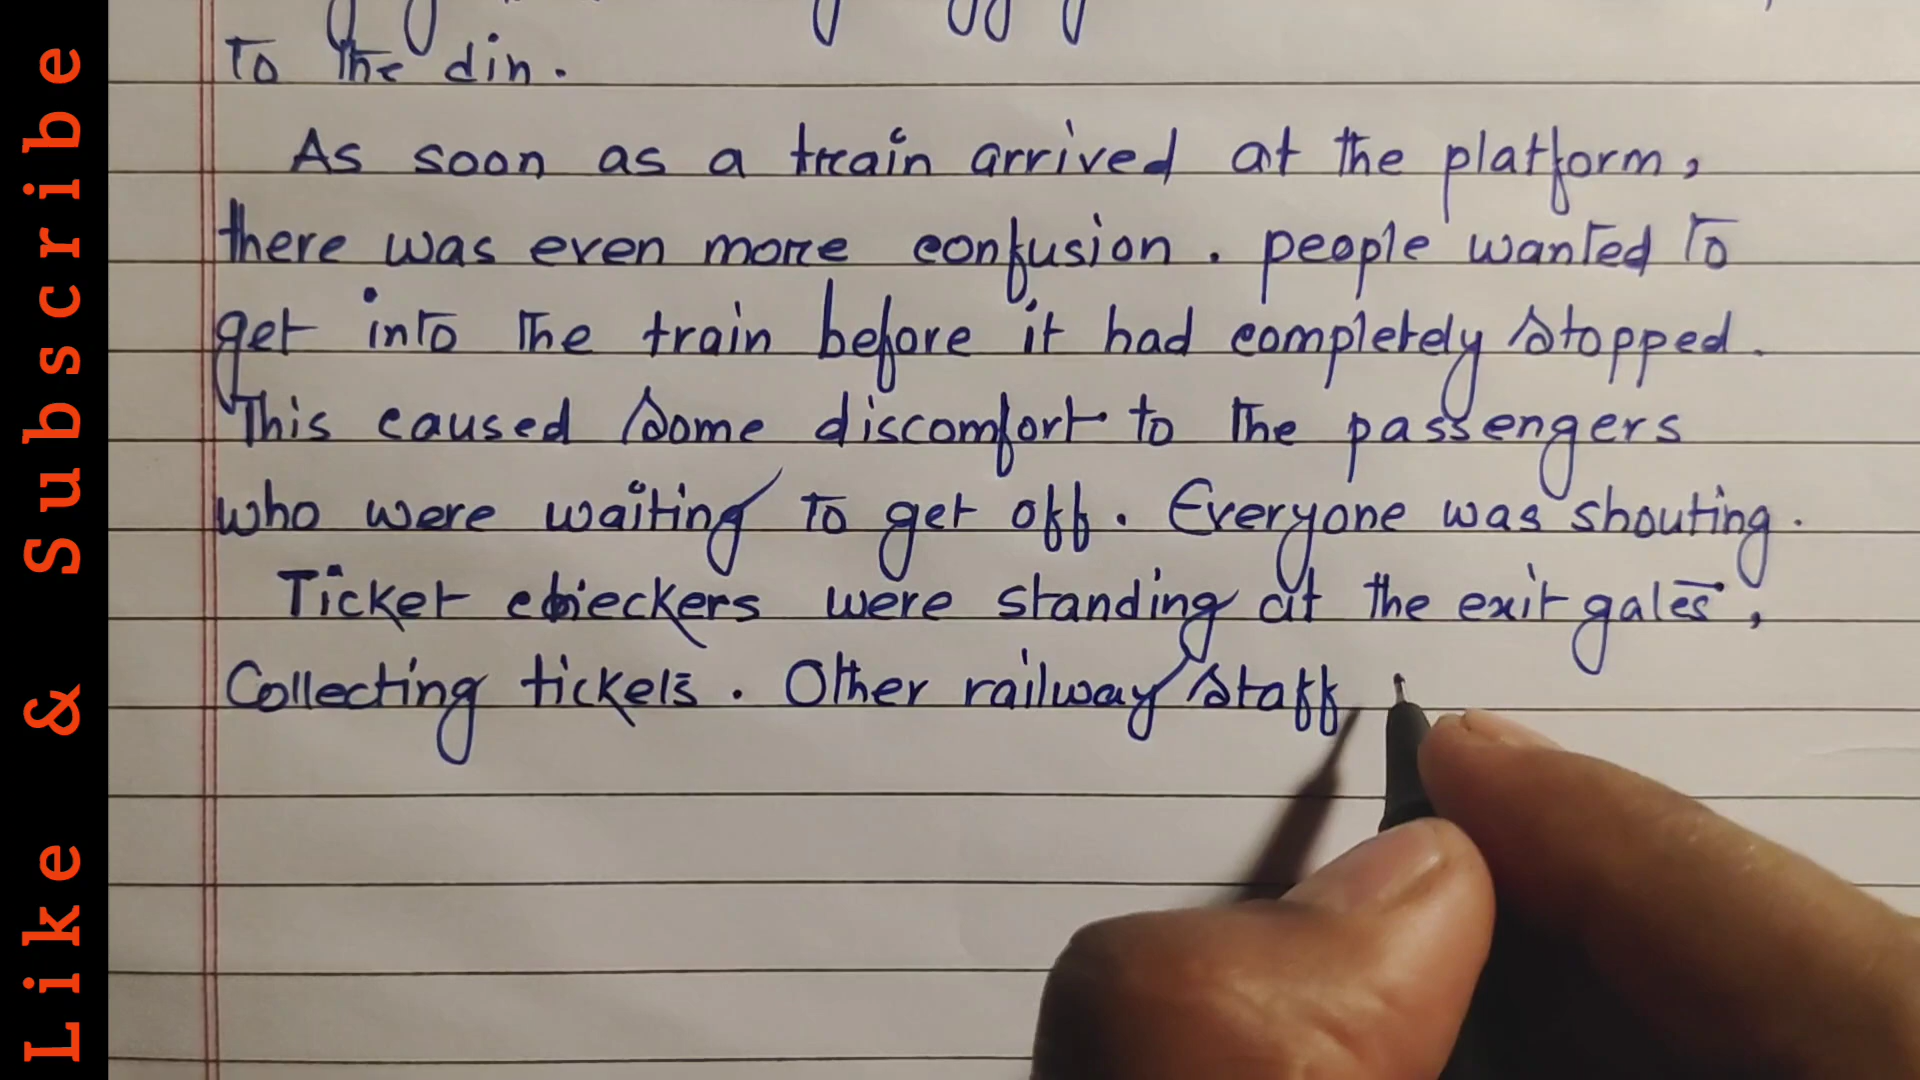 to the din.
As soon as a train arrived at the platform,
there was even more confusion. people wanted to
get into the train before it had completely stopped.
This caused some discomfort to the passengers
who were waiting to get off. Everyone was shouting.
Ticket checkers were standing at the exit gates,
Collecting tickets. Other railway staff
Like & Subscribe